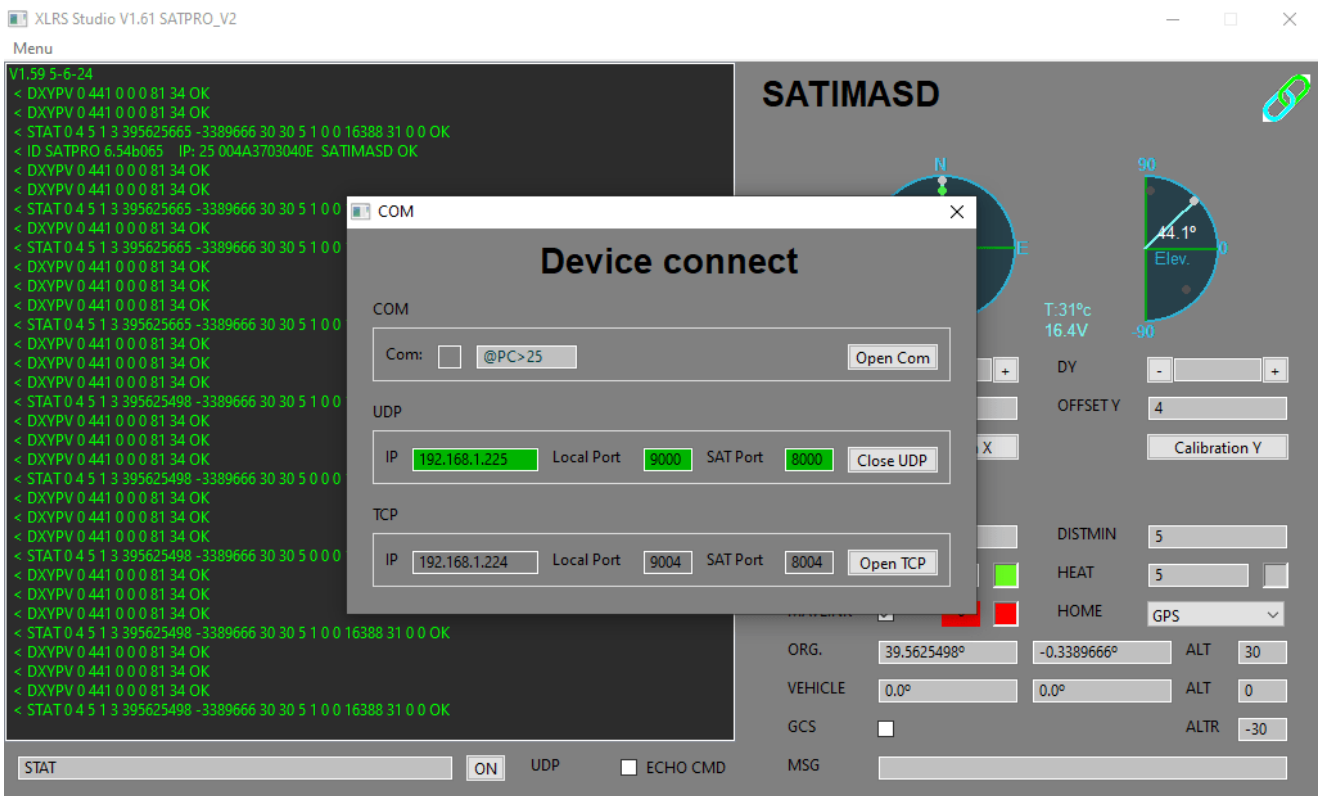 XLRS Studio V1.61 SATPRO_V2
Menu
V1.59 5-6-24
< DXYPV 0 441 0 0 0 81 34 OK
< DXYPV 0 441 0 0 0 81 34 OK
< STAT 0 4 5 1 3 395625665 -3389666 30 30 5 1 0 0 16388 31 0 0 OK
< ID SATPRO 6.54b065 IP: 25 004A3703040E SATIMASD OK
< DXYPV 0 441 0 0 0 81 34 OK
< DXYPV 0 441 0 0 0 81 34 OK
< STAT 0 4 5 1 3 395625665 -3389666 30 30 5 1 0 0
< DXYPV 0 441 0 0 0 81 34 OK
< STAT 0 4 5 1 3 395625665 -3389666 30 30 5 1 0 0
< DXYPV 0 441 0 0 0 81 34 OK
< DXYPV 0 441 0 0 0 81 34 OK
< DXYPV 0 441 0 0 0 81 34 OK
< STAT 0 4 5 1 3 395625665 -3389666 30 30 5 1 0 0
< DXYPV 0 441 0 0 0 81 34 OK
< DXYPV 0 441 0 0 0 81 34 OK
< DXYPV 0 441 0 0 0 81 34 OK
< STAT 0 4 5 1 3 395625498 -3389666 30 30 5 1 0 0
< DXYPV 0 441 0 0 0 81 34 OK
< DXYPV 0 441 0 0 0 81 34 OK
< DXYPV 0 441 0 0 0 81 34 OK
< STAT 0 4 5 1 3 395625498 -3389666 30 30 5 0 0 0
< DXYPV 0 441 0 0 0 81 34 OK
< DXYPV 0 441 0 0 0 81 34 OK
< DXYPV 0 441 0 0 0 81 34 OK
< STAT 0 4 5 1 3 395625498 -3389666 30 30 5 0 0 0
< DXYPV 0 441 0 0 0 81 34 OK
< DXYPV 0 441 0 0 0 81 34 OK
< DXYPV 0 441 0 0 0 81 34 OK
< STAT 0 4 5 1 3 395625498 -3389666 30 30 5 1 0 0 16388 31 0 0 OK
< DXYPV 0 441 0 0 0 81 34 OK
< DXYPV 0 441 0 0 0 81 34 OK
< DXYPV 0 441 0 0 0 81 34 OK
< STAT 0 4 5 1 3 395625498 -3389666 30 30 5 1 0 0 16388 31 0 0 OK
STAT ON UDP ECHO CMD
COM
Device connect
COM
Com: @PC>25 Open Com
UDP
IP 192.168.1.225 Local Port 9000 SAT Port 8000 Close UDP
TCP
IP 192.168.1.224 Local Port 9004 SAT Port 8004 Open TCP
SATIMASD
N
E
90
44.1º
Elev.
0
-90
T:31ºc
16.4V
+ DY - +
OFFSET Y 4
X Calibration Y
DISTMIN 5
HEAT 5
HOME GPS
ORG. 39.5625498º -0.3389666º ALT 30
VEHICLE 0.0º 0.0º ALT 0
GCS ALTR -30
MSG